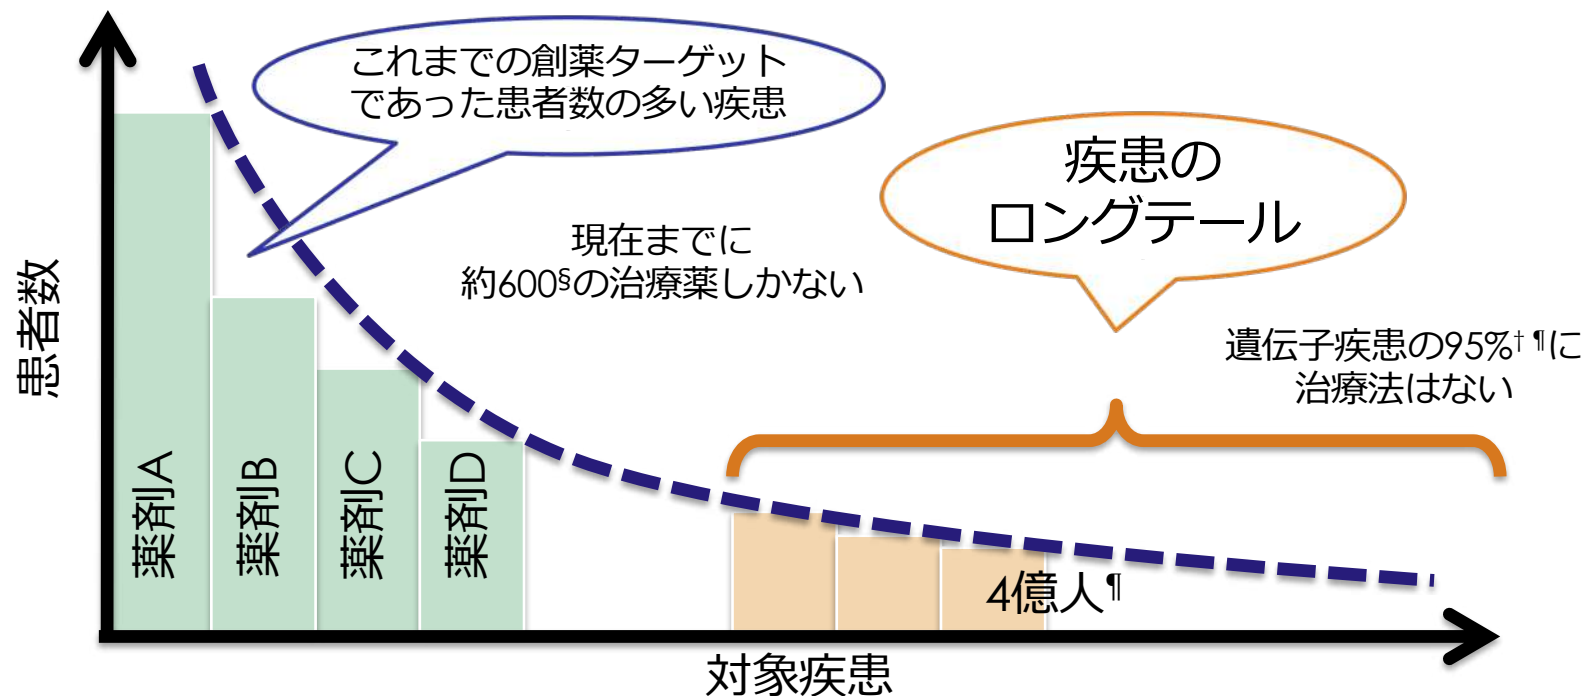 これまでの創薬ターゲット
であった患者数の多い疾患
疾患の
ロングテール
現在までに
約600§の治療薬しかない
遺伝子疾患の95%† ¶に
治療法はない
患者数
薬剤A
薬剤B
薬剤C
薬剤D
4億人¶
対象疾患